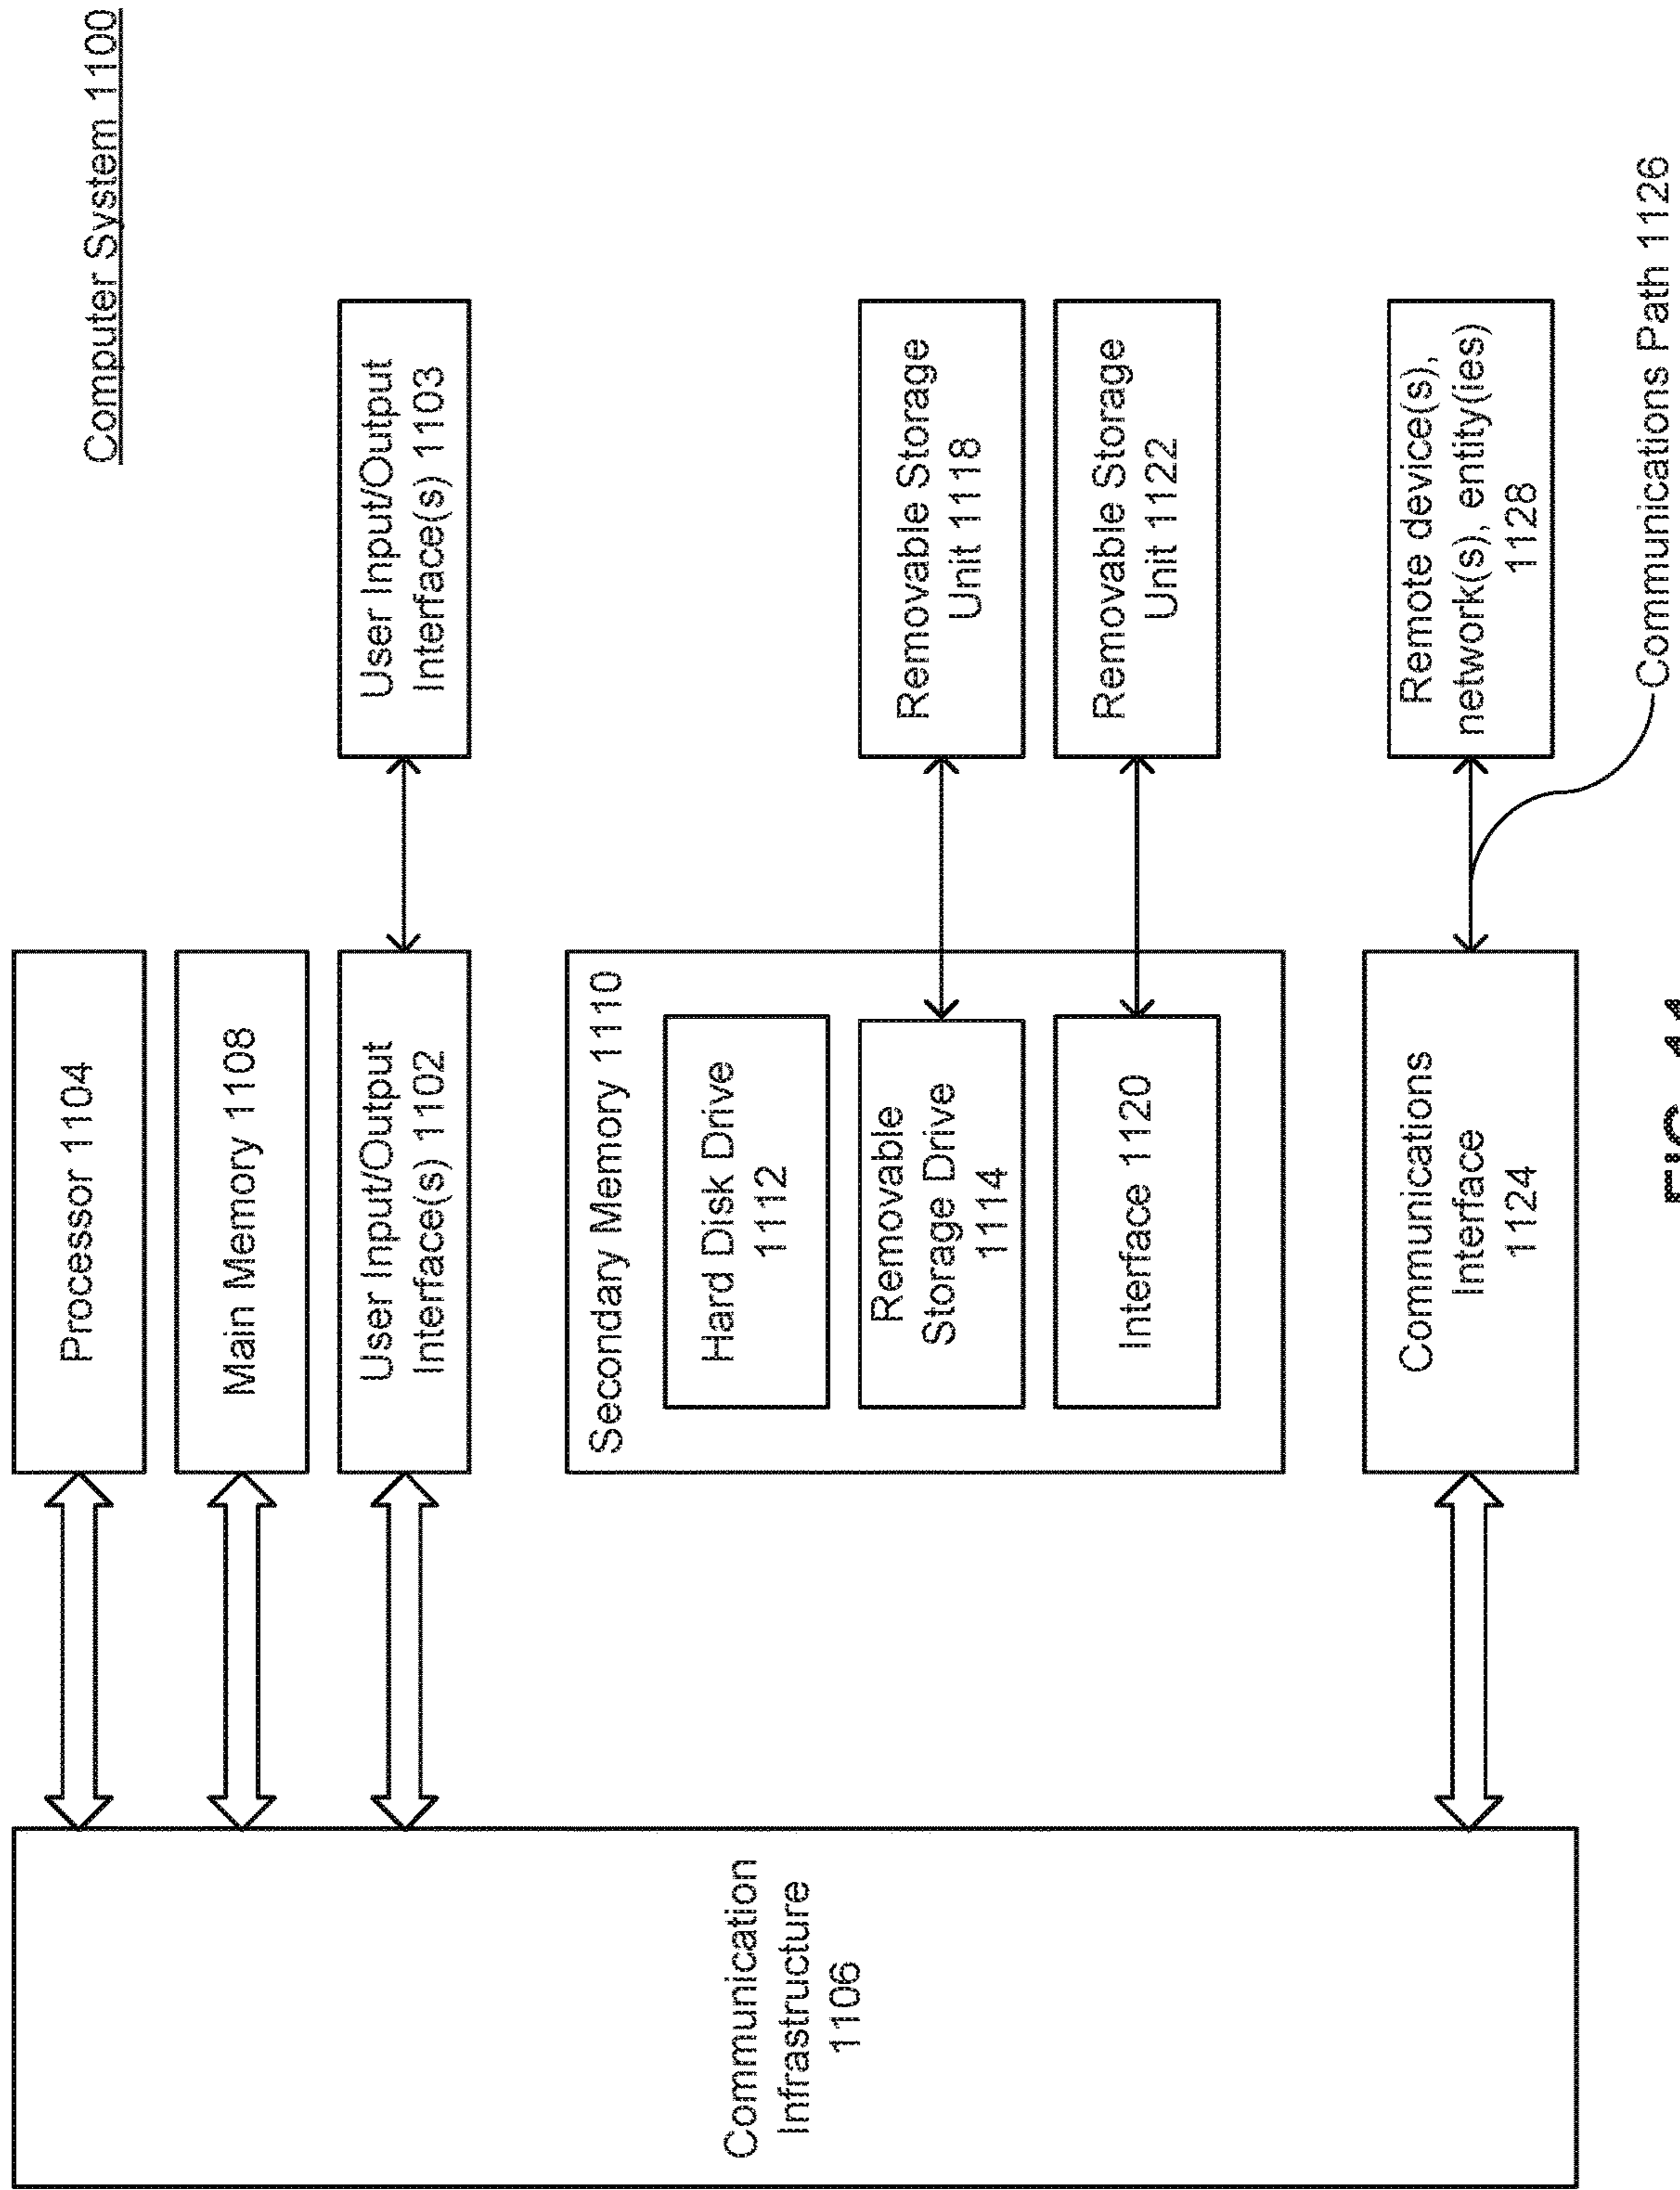 Computer System 1100
Processor 1104
Main Memory 1108
User Input/Output
Interface(s) 1102
User Input/Output
Interface(s) 1103
Communication
Infrastructure
1106
Secondary Memory 1110
Hard Disk Drive
1112
Removable
Storage Drive
1114
Removable Storage
Unit 1118
Interface 1120
Removable Storage
Unit 1122
Communications
Interface
1124
Remote device(s),
network(s), entity(ies)
1128
Communications Path 1126
FIG. 11